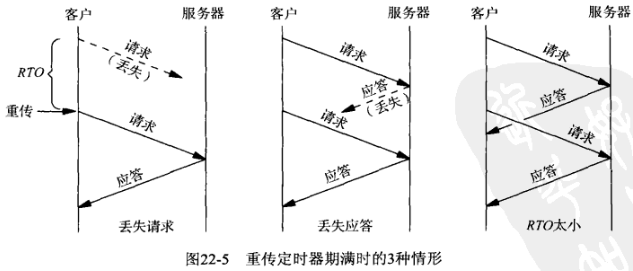 客户
服务器
客户
服务器
客户
服务器
请求
（丢失）
RTO
重传
请求
应答
丢失请求
请求
应答
（丢失）
请求
应答
丢失应答
请求
应答
请求
应答
RTO太小
图22-5 重传定时器期满时的3种情形